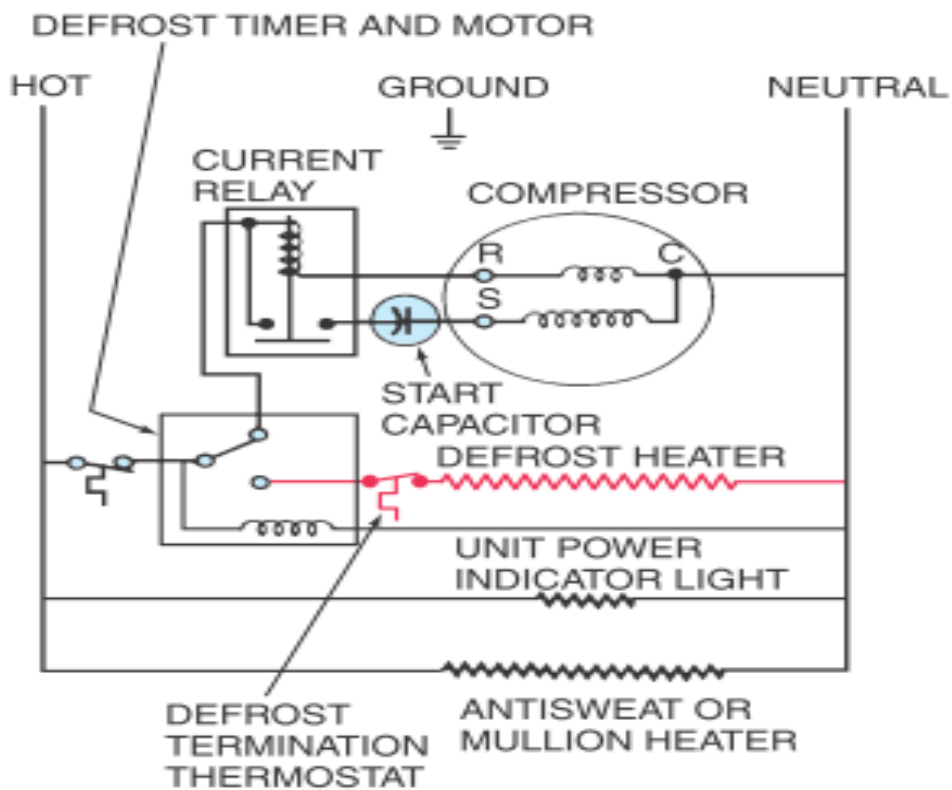 DEFROST TIMER AND MOTOR
HOT
GROUND
NEUTRAL
CURRENT
RELAY
COMPRESSOR
R
C
S
START
CAPACITOR
DEFROST HEATER
UNIT POWER
INDICATOR LIGHT
DEFROST
TERMINATION
THERMOSTAT
ANTISWEAT OR
MULLION HEATER